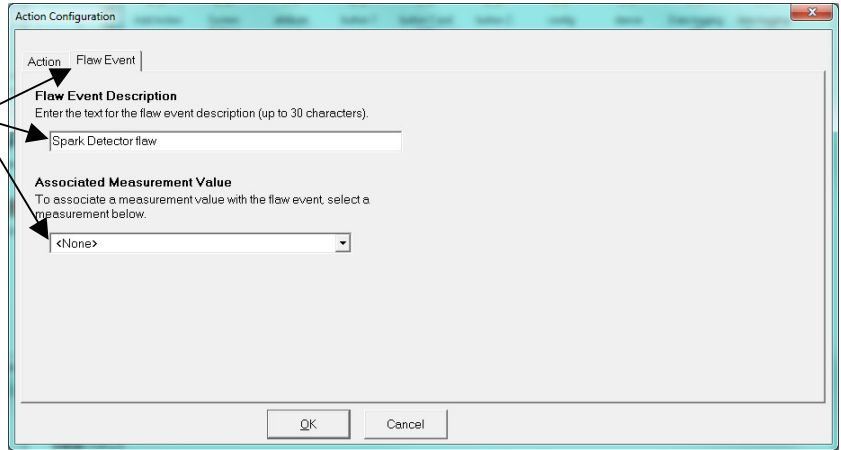 Action Configuration
Action
Flaw Event
Flaw Event Description
Enter the text for the flaw event description (up to 30 characters).
Spark Detector flaw
Associated Measurement Value
To associate a measurement value with the flaw event, select a
measurement below.
<None>
OK
Cancel